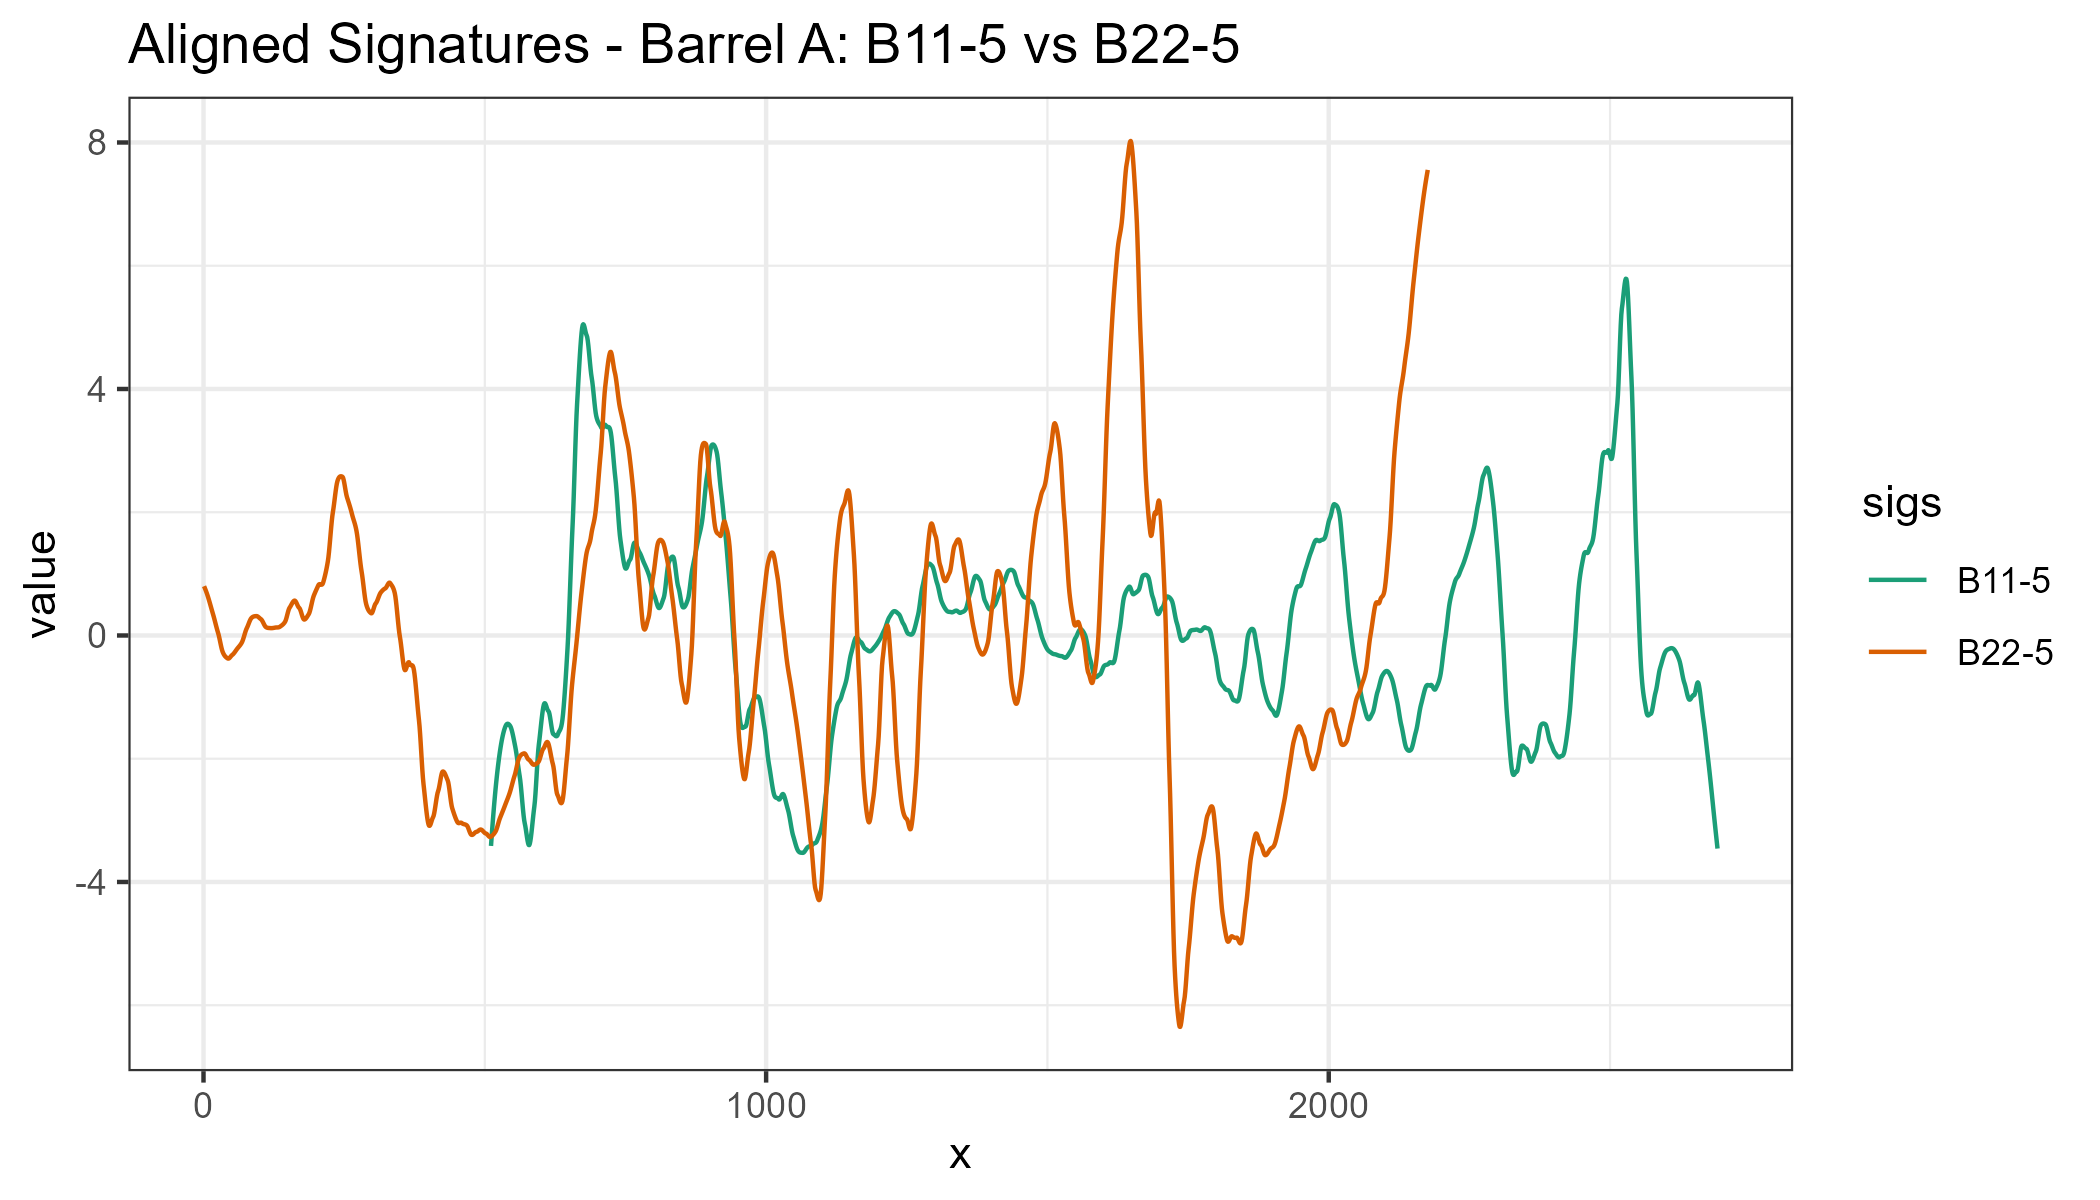 Aligned Signatures - Barrel A: B11-5 vs B22-5
value
8
4
0
-4
0
1000
2000
x
sigs
B11-5
B22-5